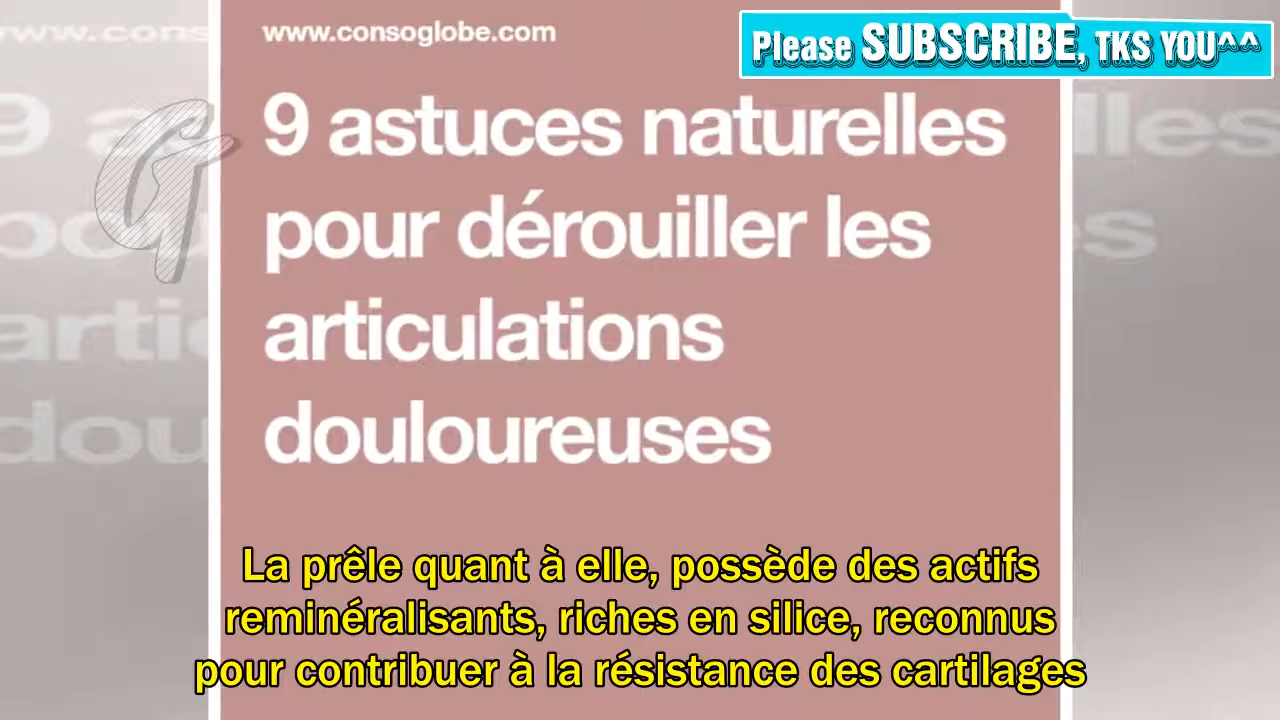 www.consoglobe.com
Please SUBSCRIBE, TKS YOU^^
9 astuces naturelles
pour dérouiller les
articulations
douloureuses
La prêle quant à elle, possède des actifs
reminéralisants, riches en silice, reconnus
pour contribuer à la résistance des cartilages